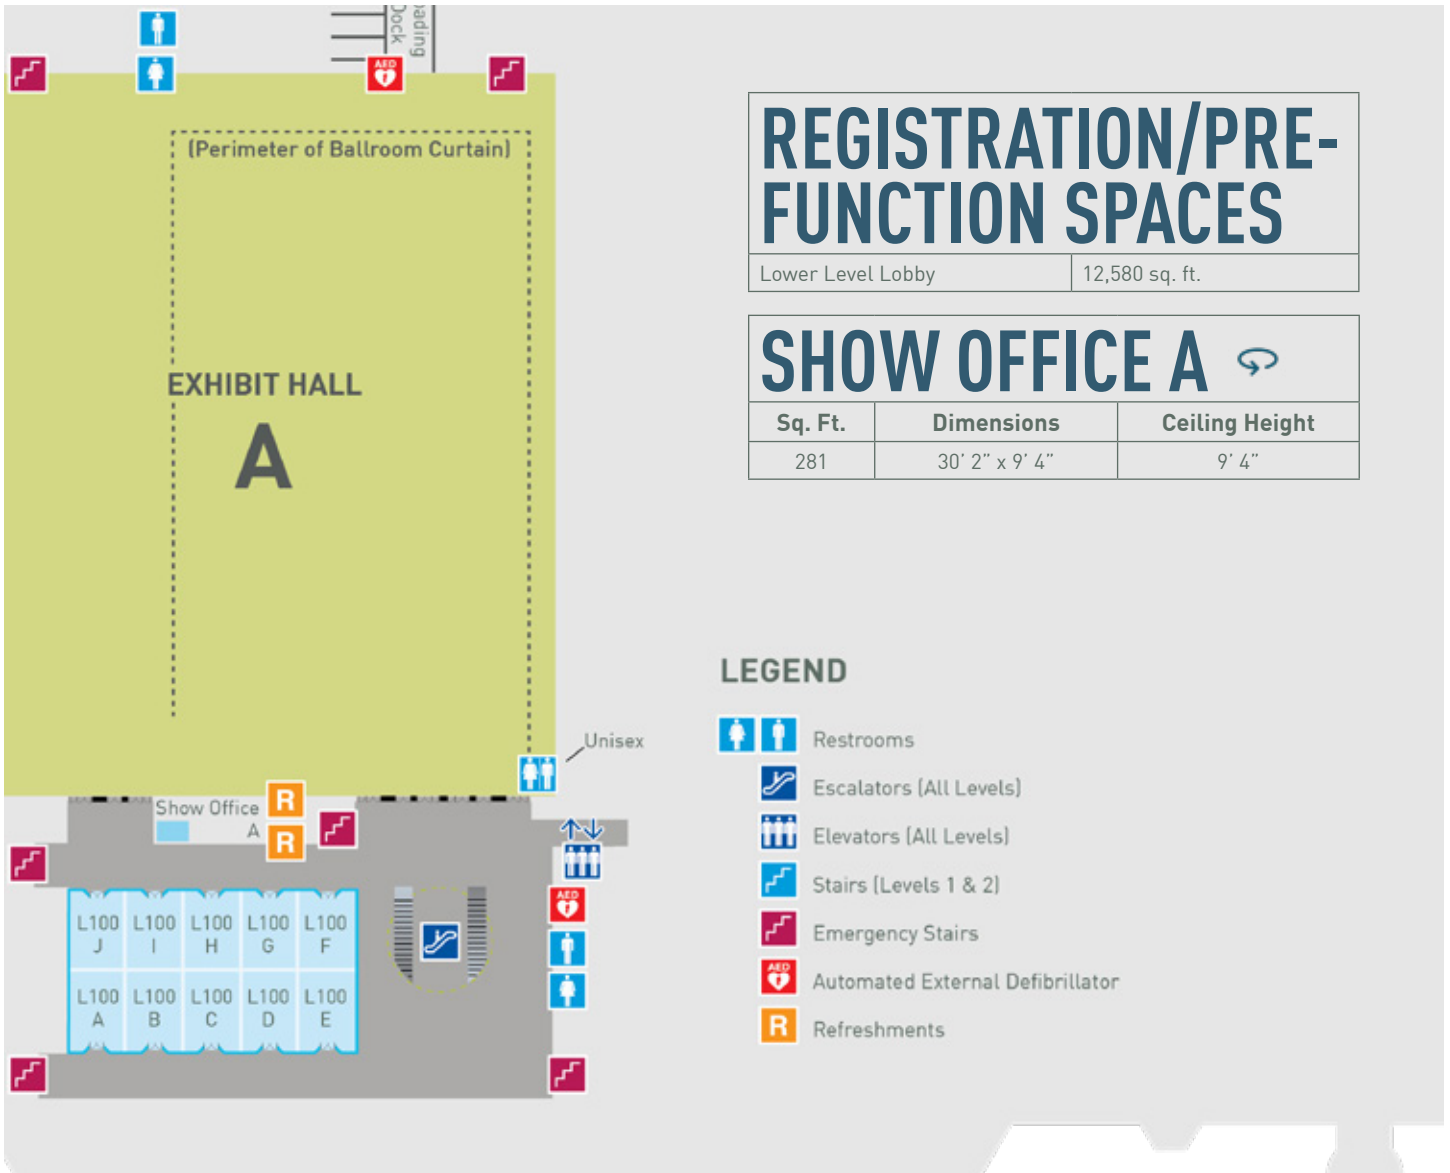 Dock
AED
(Perimeter of Ballroom Curtain)
EXHIBIT HALL
A
Unisex
Show Office
A
R
R
AED
L100 L100 L100 L100 L100
J I H G F
L100 L100 L100 L100 L100
A B C D E
REGISTRATION/PRE-
FUNCTION SPACES
Lower Level Lobby 12,580 sq. ft.
SHOW OFFICE A
Sq. Ft. Dimensions Ceiling Height
281 30’ 2” x 9’ 4” 9’ 4”
LEGEND
Restrooms
Escalators (All Levels)
Elevators (All Levels)
Stairs (Levels 1 & 2)
Emergency Stairs
AED Automated External Defibrillator
R Refreshments